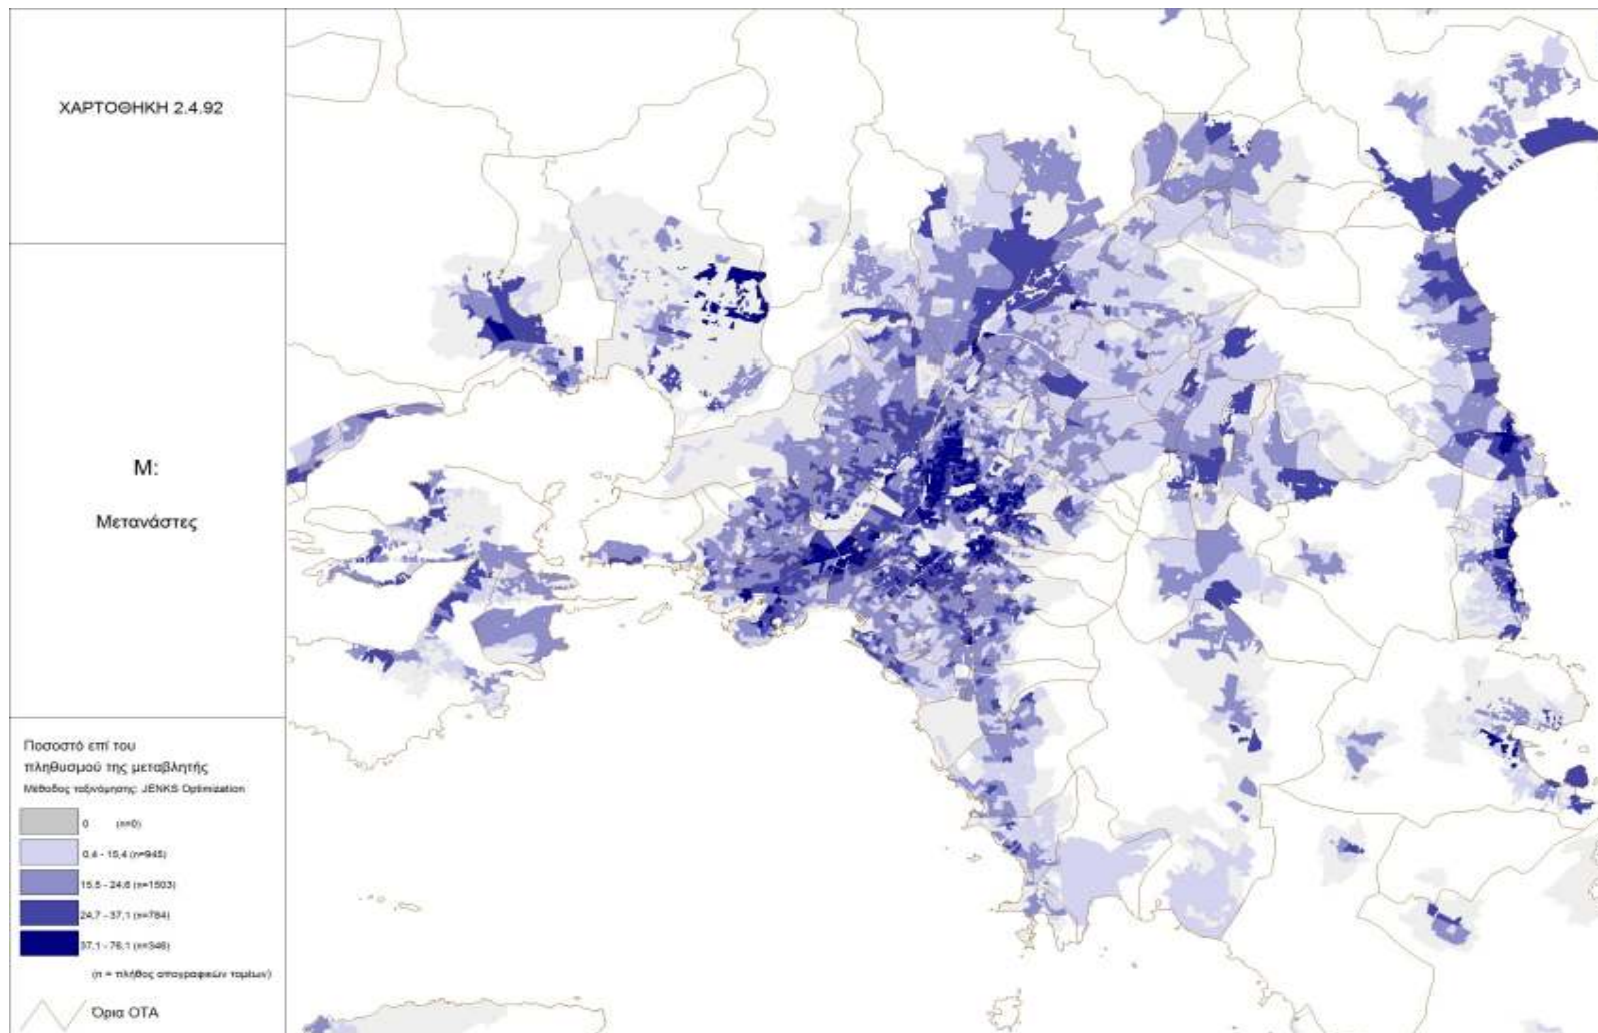 ΧΑΡΤΟΘΗΚΗ 2.4.92
Μ:
Μετανάστες
Ποσοστό επί του
πληθυσμού της μεταβλητής
Μέθοδος ταξινόμησης: JENKS Optimization
0 (n=0)
0,4 - 15,4 (n=945)
15,5 - 24,6 (n=1503)
24,7 - 37,1 (n=784)
37,1 - 76,1 (n=346)
(n = πλήθος απογραφικών τομέων)
Όρια ΟΤΑ